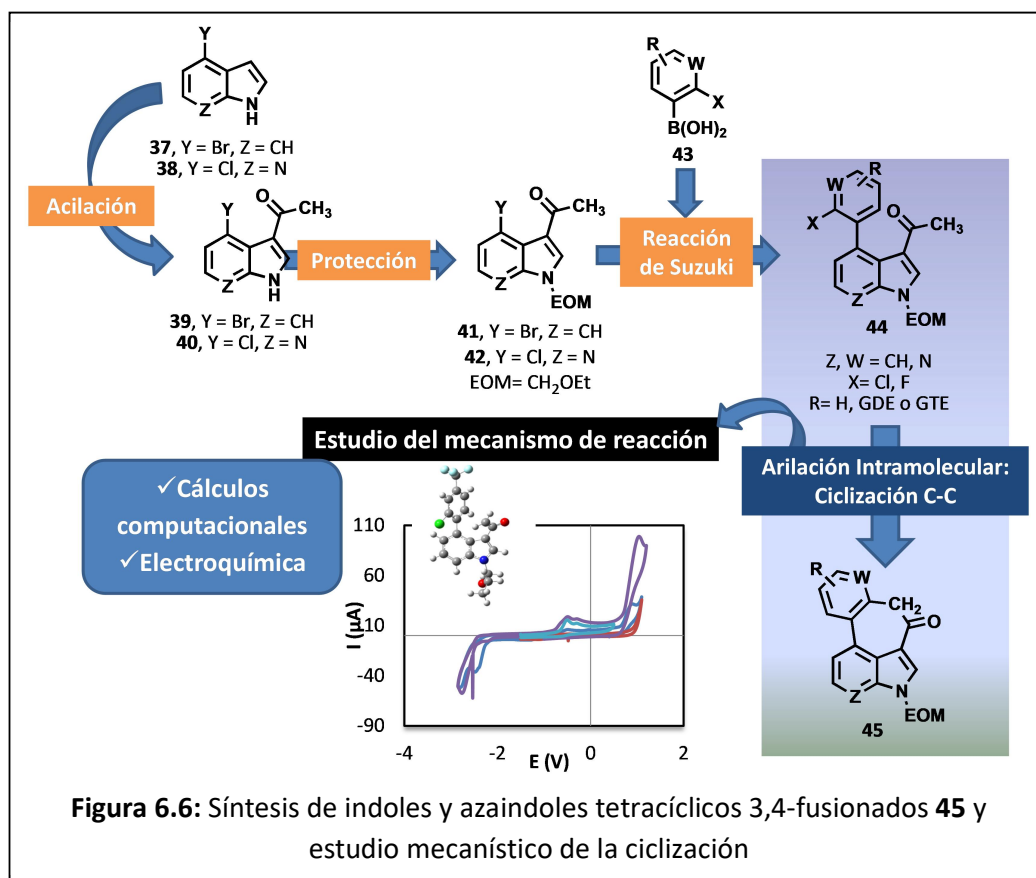 Y
Z
N
H
37, Y = Br, Z = CH
38, Y = Cl, Z = N
Acilación
Y
O
CH3
Z
N
H
39, Y = Br, Z = CH
40, Y = Cl, Z = N
Protección
Y
O
CH3
Z
N
EOM
41, Y = Br, Z = CH
42, Y = Cl, Z = N
EOM= CH2OEt
R
W
X
B(OH)2
43
Reacción
de Suzuki
R
W
X
O
CH3
Z
N
EOM
44
Z, W = CH, N
X= Cl, F
R= H, GDE o GTE
Estudio del mecanismo de reacción
Arilación Intramolecular:
Ciclización C-C
✓Cálculos
computacionales
✓Electroquímica
110
60
10
-40
-90
I (µA)
-4
-2
0
2
E (V)
R
W
CH2
O
Z
N
EOM
45
Figura 6.6: Síntesis de indoles y azaindoles tetracíclicos 3,4-fusionados 45 y
estudio mecanístico de la ciclización